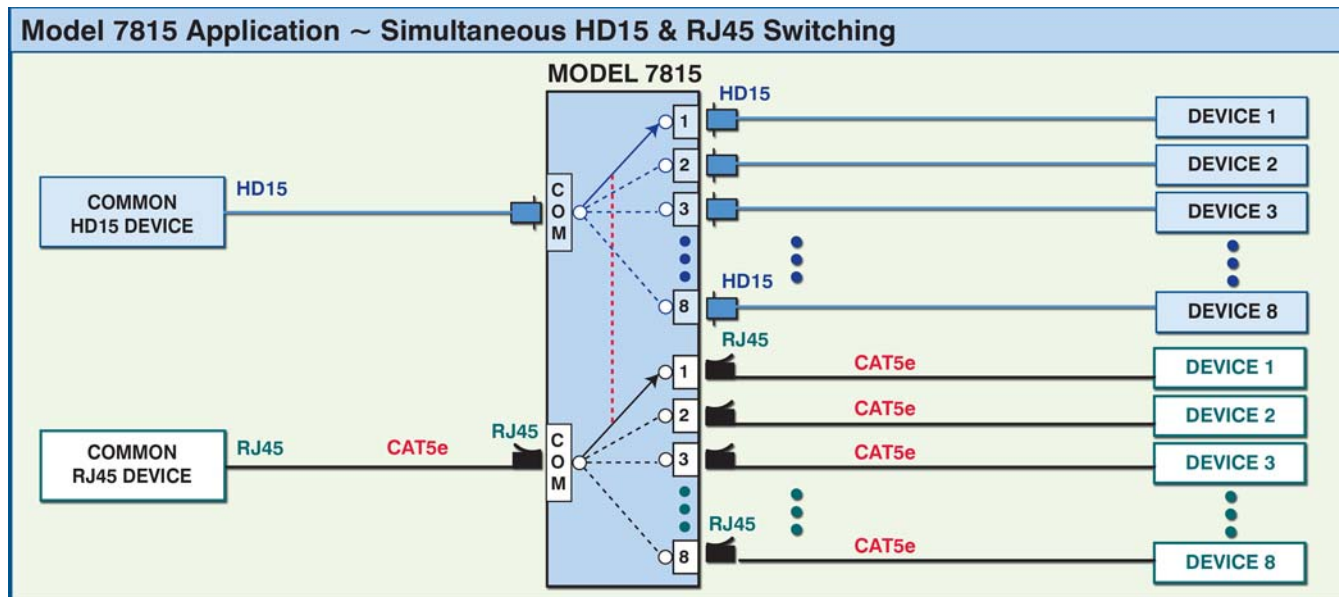 Model 7815 Application ~ Simultaneous HD15 & RJ45 Switching
MODEL 7815
COMMON
HD15 DEVICE
HD15
COM
1
2
3
8
HD15
HD15
DEVICE 1
DEVICE 2
DEVICE 3
DEVICE 8
COMMON
RJ45 DEVICE
RJ45
CAT5e
RJ45
COM
1
2
3
8
RJ45
CAT5e
DEVICE 1
CAT5e
DEVICE 2
CAT5e
DEVICE 3
RJ45
CAT5e
DEVICE 8